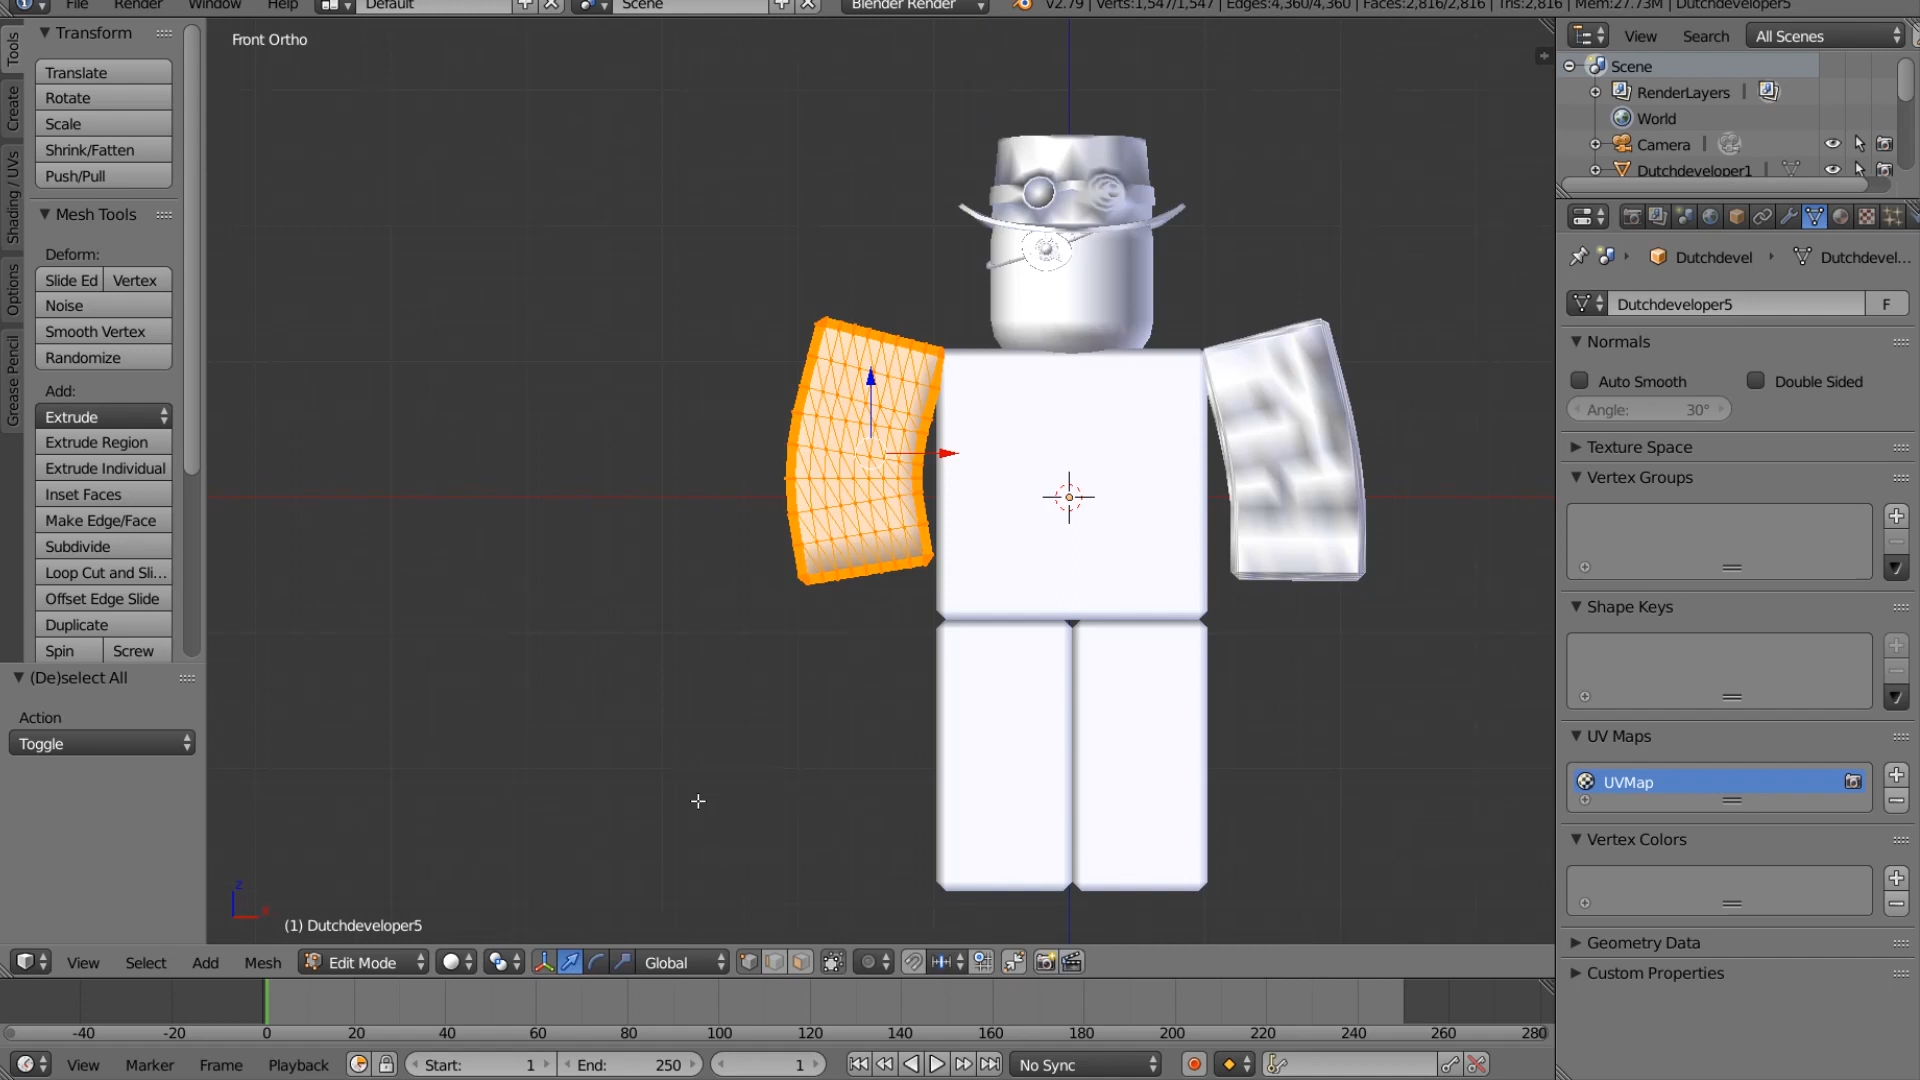 File Render Window Help Default Scene Blender Render v2.79 | Verts:1,547/1,547 | Edges:4,360/4,360 | Faces:2,816/2,816 | Tris:2,816 | Mem:27.73M | Dutchdeveloper5
Tools
Create
Shading / UVs
Options
Grease Pencil
Transform
Translate
Rotate
Scale
Shrink/Fatten
Push/Pull
Mesh Tools
Deform:
Slide Ed Vertex
Noise
Smooth Vertex
Randomize
Add:
Extrude
Extrude Region
Extrude Individual
Inset Faces
Make Edge/Face
Subdivide
Loop Cut and Sli...
Offset Edge Slide
Duplicate
Spin Screw
(De)select All
Action
Toggle
Front Ortho
z
x
(1) Dutchdeveloper5
View Select Add Mesh Edit Mode Global
-40 -20 0 20 40 60 80 100 120 140 160 180 200 220 240 260 280
View Marker Frame Playback Start: 1 End: 250 1 No Sync
View Search All Scenes
Scene
RenderLayers |
World
Camera |
Dutchdeveloper1
Dutchdevel Dutchdevel...
Dutchdeveloper5 F
Normals
Auto Smooth Double Sided
Angle: 30°
Texture Space
Vertex Groups
Shape Keys
UV Maps
UVMap
Vertex Colors
Geometry Data
Custom Properties